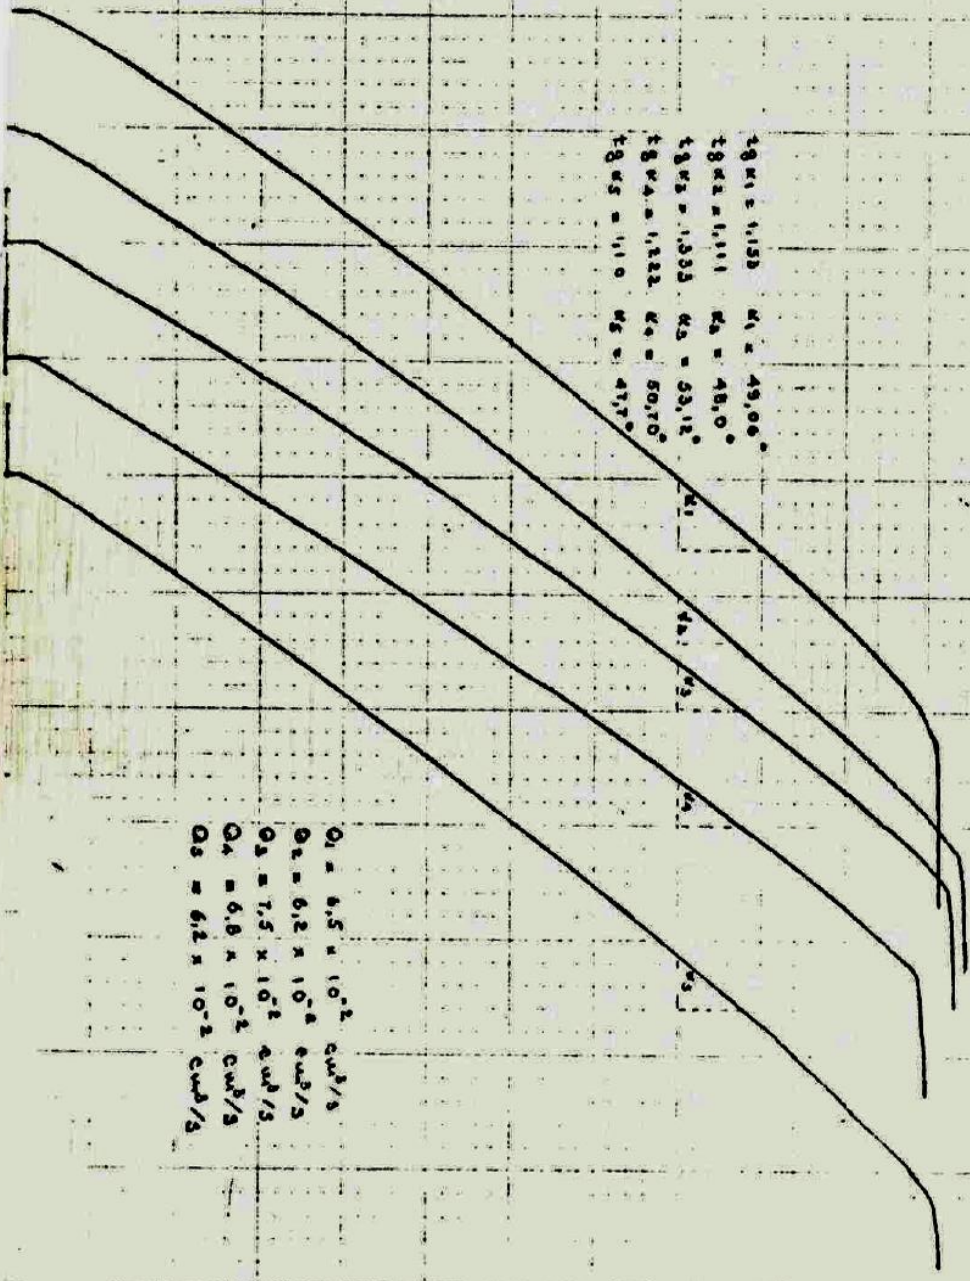 tg α1 = 1,153 α1 = 49,06°
tg α2 = 1,111 α2 = 48,0°
tg α3 = 1,333 α3 = 53,12°
tg α4 = 1,222 α4 = 50,70°
tg α5 = 1,110 α5 = 47,7°
α1
α2
α3
α4
α5
Q1 = 6,5 x 10⁻² cm³/s
Q2 = 6,2 x 10⁻² cm³/s
Q3 = 7,5 x 10⁻² cm³/s
Q4 = 6,8 x 10⁻² cm³/s
Q5 = 6,2 x 10⁻² cm³/s